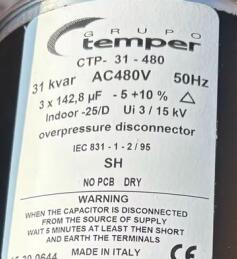 GRUPO
temper
CTP- 31 - 480
31 kvar AC480V 50Hz
3 x 142,8 µF - 5 +10 % △
Indoor -25/D Ui 3 / 15 kV
overpressure disconnector
IEC 831 - 1 - 2 / 95
SH
NO PCB DRY
WARNING
WHEN THE CAPACITOR IS DISCONNECTED
FROM THE SOURCE OF SUPPLY
WAIT 5 MINUTES AT LEAST THEN SHORT
AND EARTH THE TERMINALS
MADE IN ITALY CE